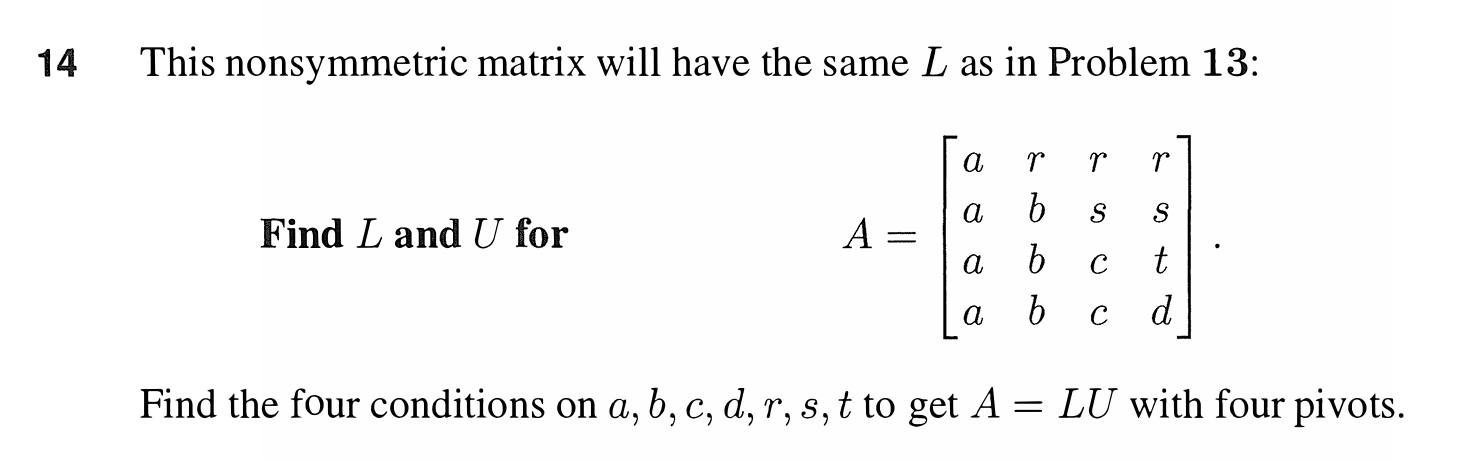 14 This nonsymmetric matrix will have the same L as in Problem 13:
a r r r
a b s s
Find L and U for A = .
a b c t
a b c d
Find the four conditions on a, b, c, d, r, s, t to get A = LU with four pivots.